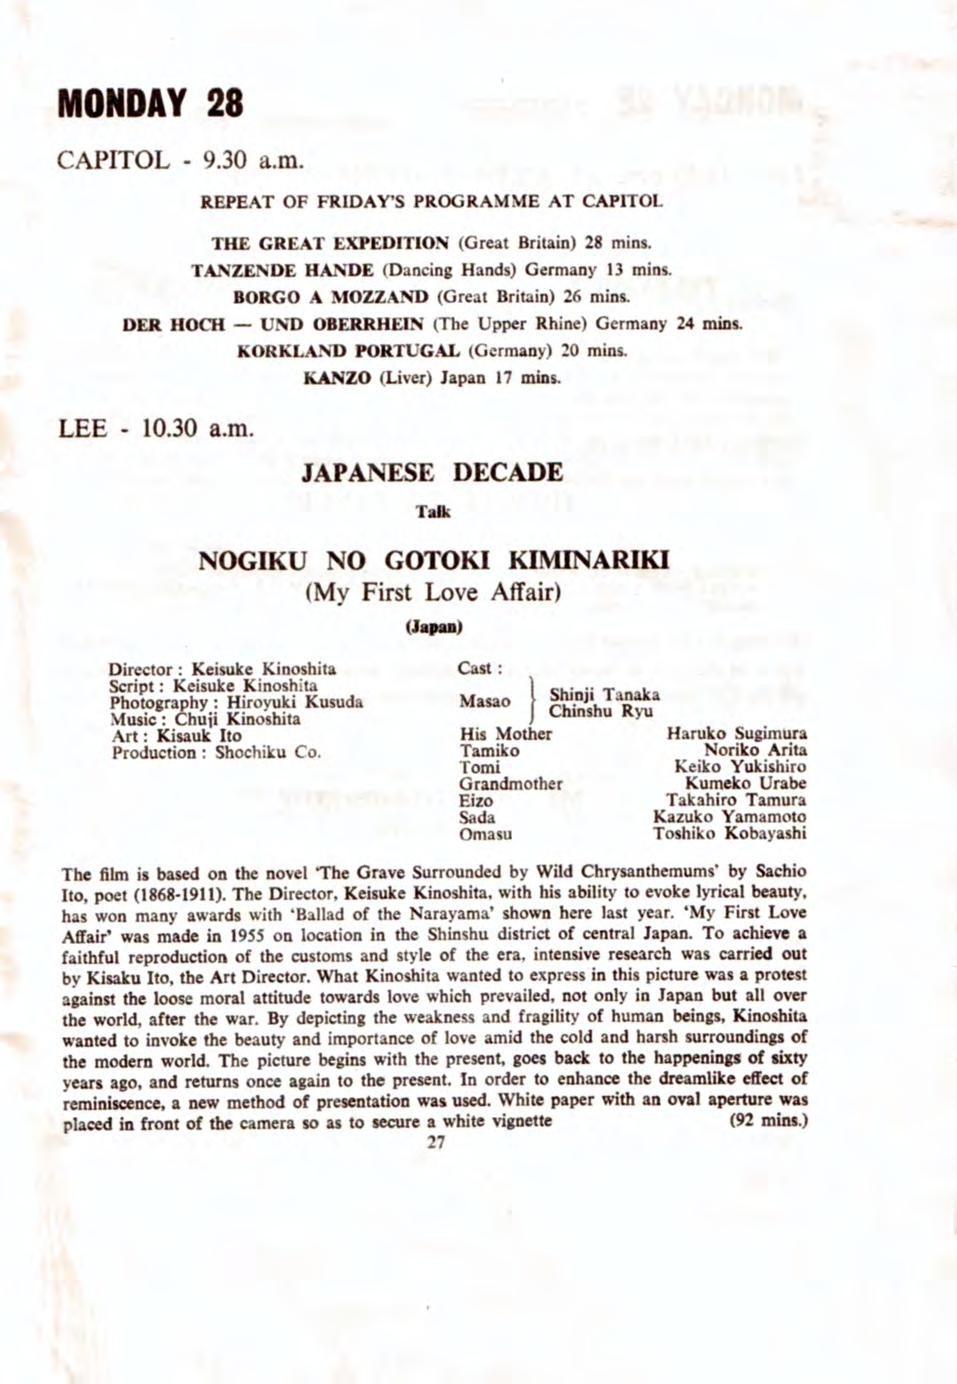 MONDAY 28
CAPITOL - 9.30 a.m.
REPEAT OF FRIDAY'S PROGRAMME AT CAPITOL
THE GREAT EXPEDITION (Great Britain) 28 mins.
TANZENDE HANDE (Dancing Hands) Germany 13 mins.
BORGO A MOZZAND (Great Britain) 26 mins.
DER HOCH — UND OBERRHEIN (The Upper Rhine) Germany 24 mins.
KORKLAND PORTUGAL (Germany) 20 mins.
KANZO (Liver) Japan 17 mins.
LEE - 10.30 a.m.
JAPANESE DECADE
Talk
NOGIKU NO GOTOKI KIMINARIKI
(My First Love Affair)
(Japan)
Director : Keisuke Kinoshita
Script : Keisuke Kinoshita
Photography : Hiroyuki Kusuda
Music : Chuji Kinoshita
Art : Kisauk Ito
Production : Shochiku Co.
Cast :
Masao } Shinji Tanaka
Chinshu Ryu
His Mother Haruko Sugimura
Tamiko Noriko Arita
Tomi Keiko Yukishiro
Grandmother Kumeko Urabe
Eizo Takahiro Tamura
Sada Kazuko Yamamoto
Omasu Toshiko Kobayashi
The film is based on the novel 'The Grave Surrounded by Wild Chrysanthemums' by Sachio
Ito, poet (1868-1911). The Director, Keisuke Kinoshita, with his ability to evoke lyrical beauty,
has won many awards with 'Ballad of the Narayama' shown here last year. 'My First Love
Affair' was made in 1955 on location in the Shinshu district of central Japan. To achieve a
faithful reproduction of the customs and style of the era, intensive research was carried out
by Kisaku Ito, the Art Director. What Kinoshita wanted to express in this picture was a protest
against the loose moral attitude towards love which prevailed, not only in Japan but all over
the world, after the war. By depicting the weakness and fragility of human beings, Kinoshita
wanted to invoke the beauty and importance of love amid the cold and harsh surroundings of
the modern world. The picture begins with the present, goes back to the happenings of sixty
years ago, and returns once again to the present. In order to enhance the dreamlike effect of
reminiscence, a new method of presentation was used. White paper with an oval aperture was
placed in front of the camera so as to secure a white vignette (92 mins.)
27